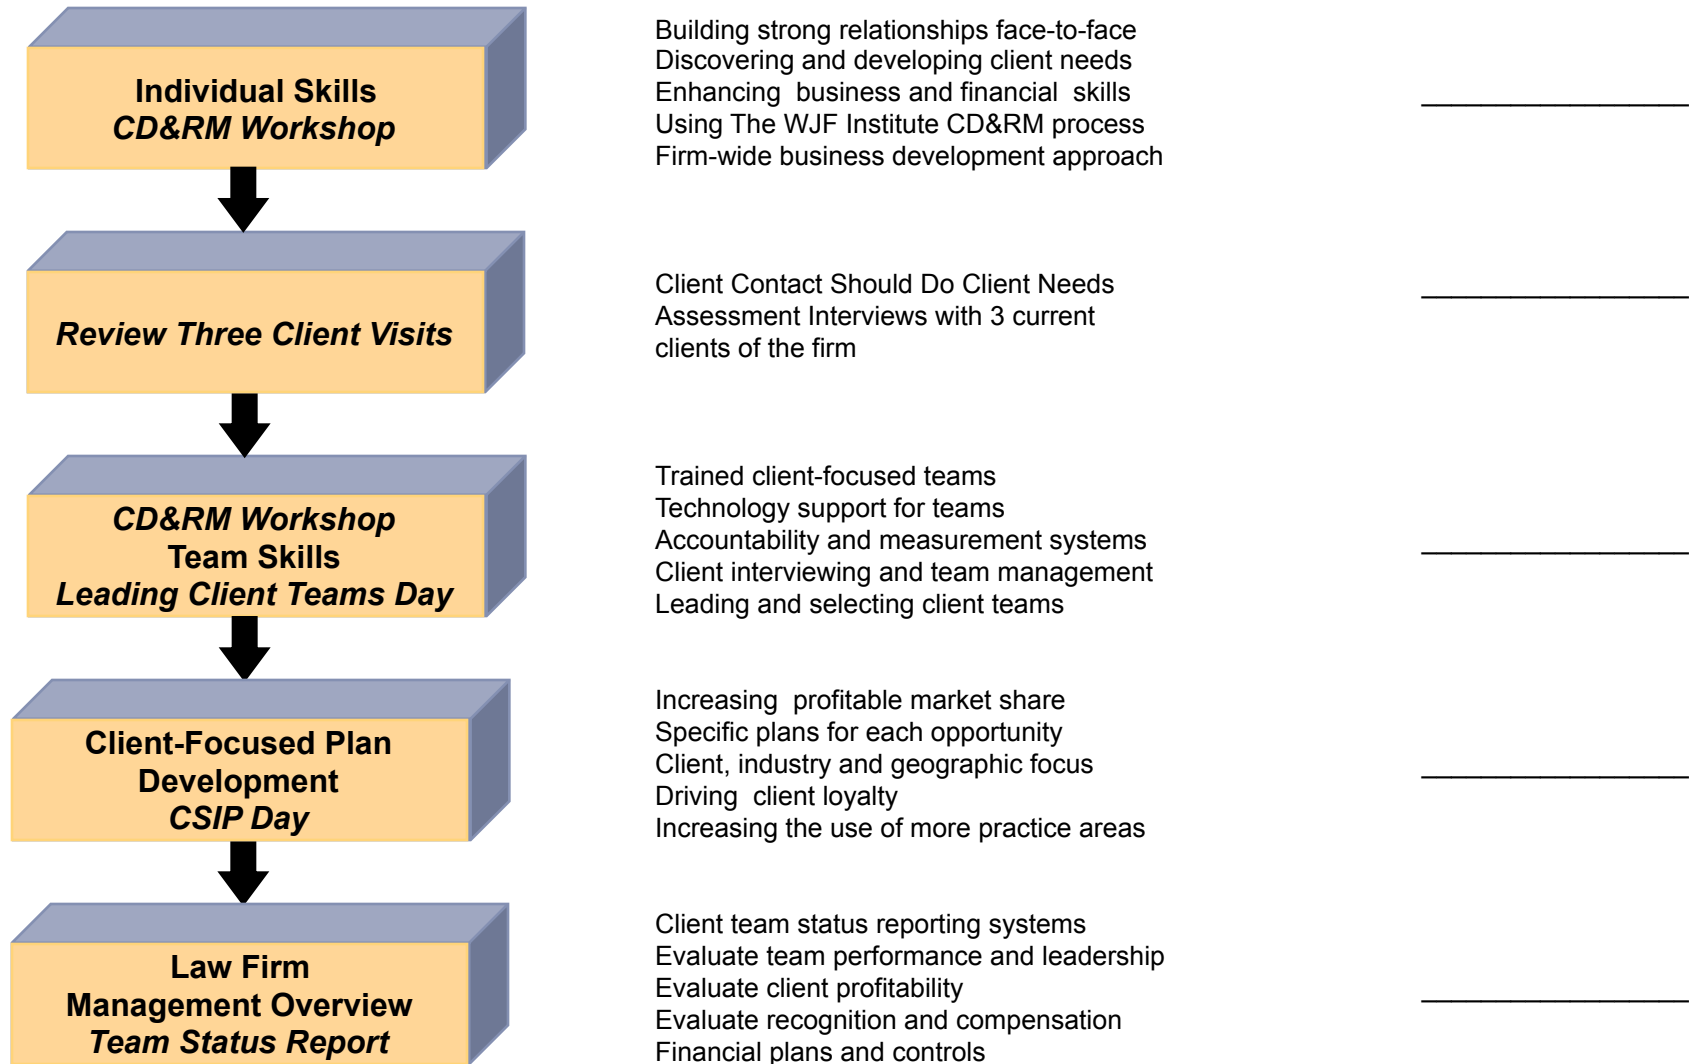 Individual Skills
CD&RM Workshop
Building strong relationships face-to-face
Discovering and developing client needs
Enhancing  business and financial  skills
Using The WJF Institute CD&RM process
Firm-wide business development approach
Review Three Client Visits
Client Contact Should Do Client Needs
Assessment Interviews with 3 current
clients of the firm
CD&RM Workshop
Team Skills
Leading Client Teams Day
Trained client-focused teams
Technology support for teams
Accountability and measurement systems
Client interviewing and team management
Leading and selecting client teams
Client-Focused Plan
Development
CSIP Day
Increasing  profitable market share
Specific plans for each opportunity
Client, industry and geographic focus
Driving  client loyalty
Increasing the use of more practice areas
Law Firm
Management Overview
Team Status Report
Client team status reporting systems
Evaluate team performance and leadership
Evaluate client profitability
Evaluate recognition and compensation
Financial plans and controls